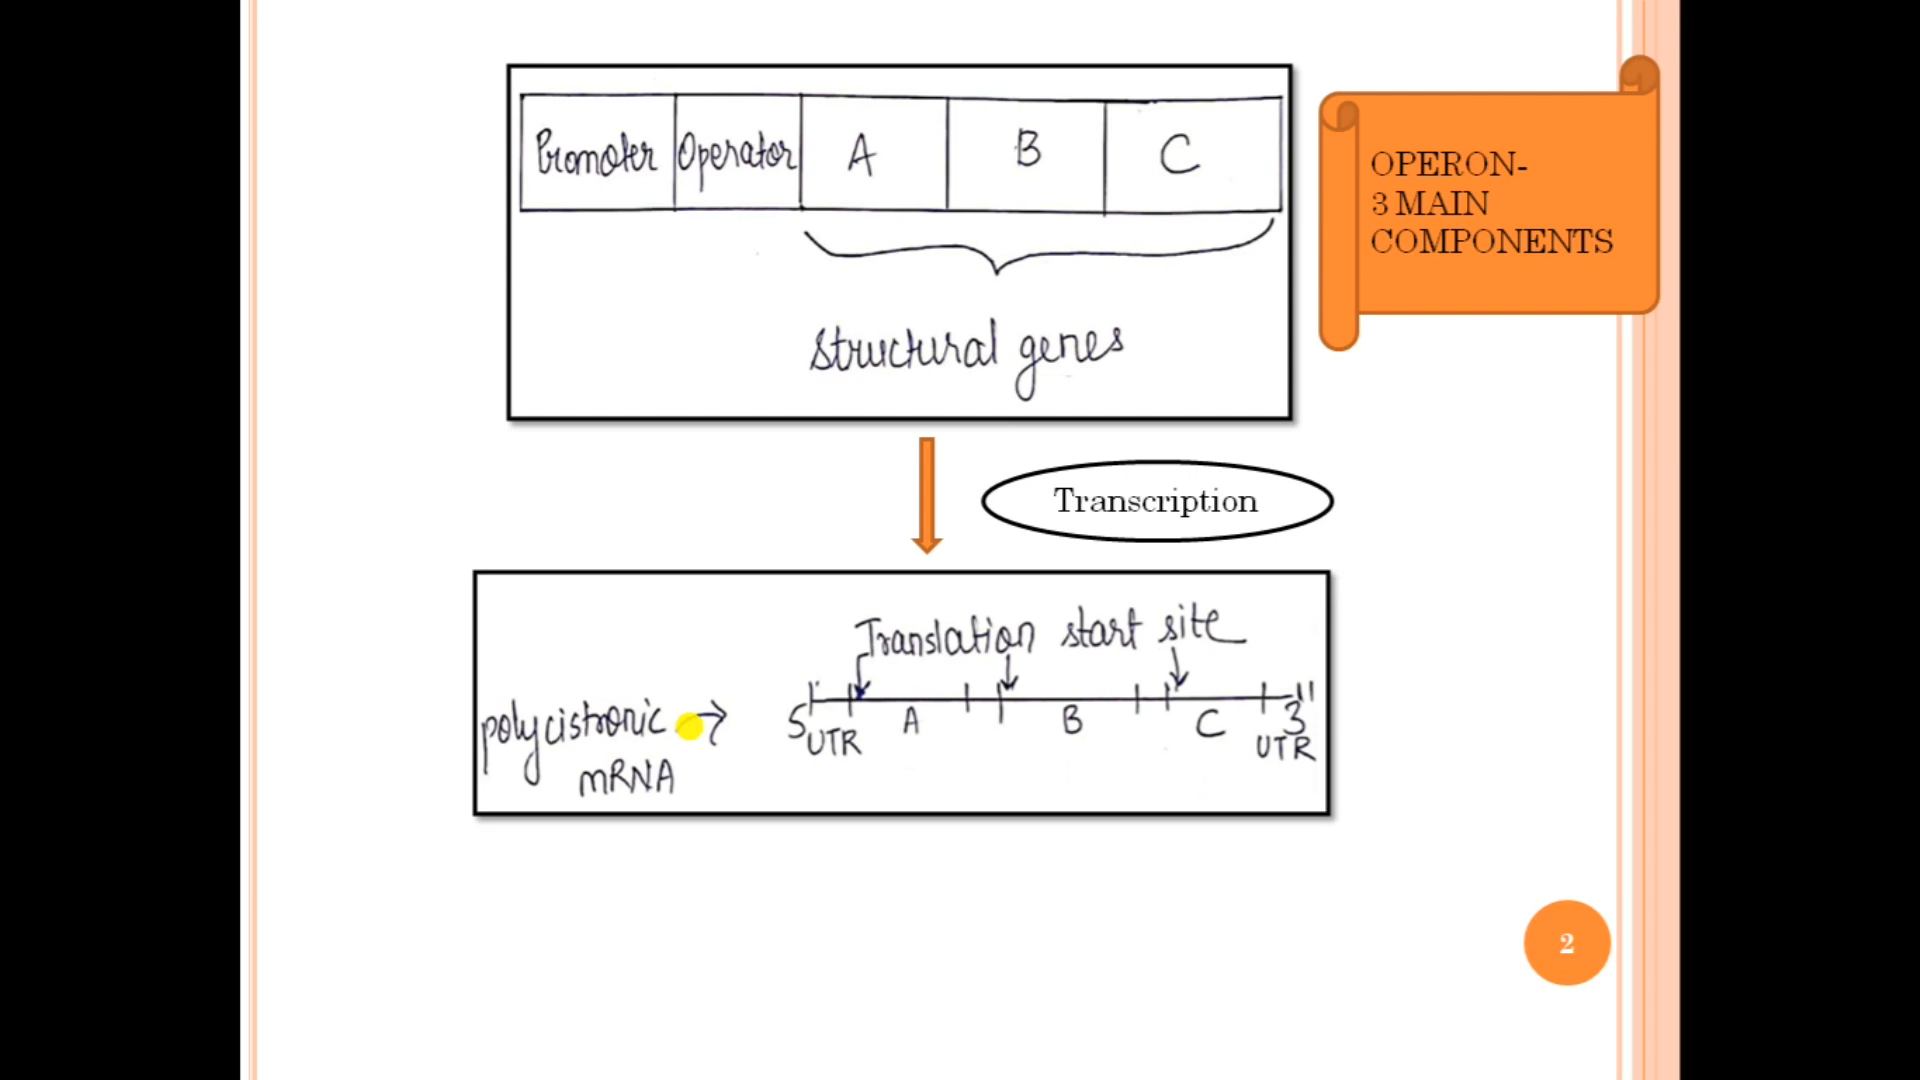 Promoter Operator A B C
structural genes
OPERON-
3 MAIN
COMPONENTS
Transcription
Translation start site
polycistronic →
mRNA
5' A B C 3'
UTR UTR
2